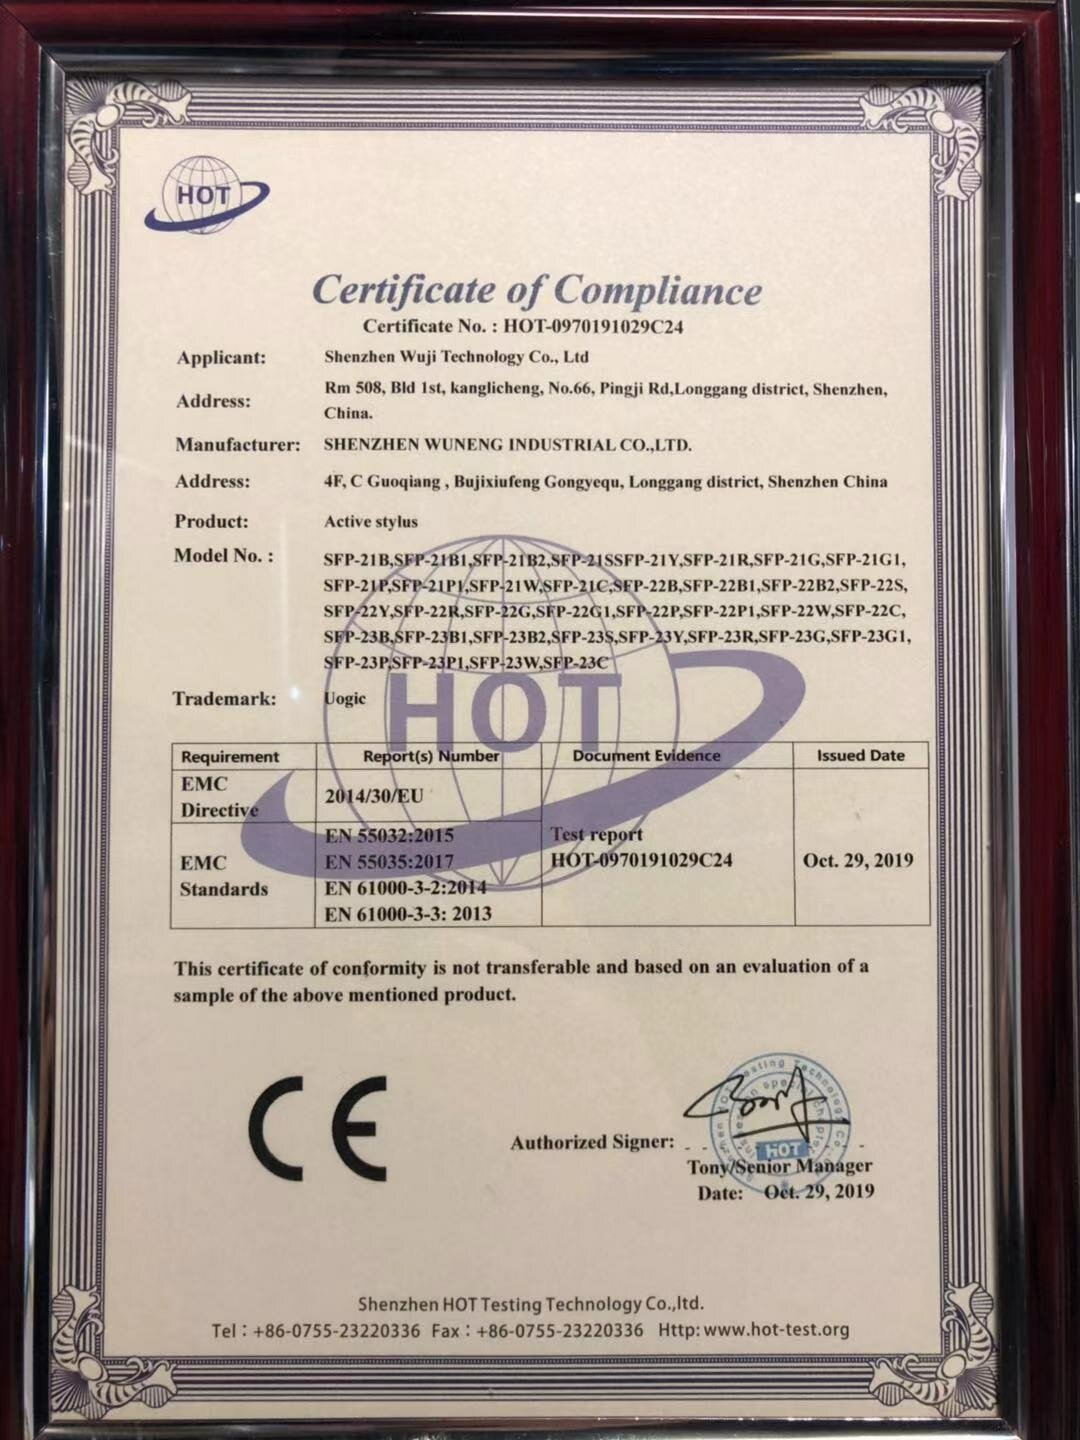 HOT
Certificate of Compliance
Certificate No. : HOT-0970191029C24
Applicant: Shenzhen Wuji Technology Co., Ltd
Address: Rm 508, Bld 1st, kanglicheng, No.66, Pingji Rd,Longgang district, Shenzhen,
China.
Manufacturer: SHENZHEN WUNENG INDUSTRIAL CO.,LTD.
Address: 4F, C Guoqiang , Bujixiufeng Gongyequ, Longgang district, Shenzhen China
Product: Active stylus
Model No. : SFP-21B,SFP-21B1,SFP-21B2,SFP-21SSFP-21Y,SFP-21R,SFP-21G,SFP-21G1,
SFP-21P,SFP-21P1,SFP-21W,SFP-21C,SFP-22B,SFP-22B1,SFP-22B2,SFP-22S,
SFP-22Y,SFP-22R,SFP-22G,SFP-22G1,SFP-22P,SFP-22P1,SFP-22W,SFP-22C,
SFP-23B,SFP-23B1,SFP-23B2,SFP-23S,SFP-23Y,SFP-23R,SFP-23G,SFP-23G1,
SFP-23P,SFP-23P1,SFP-23W,SFP-23C
Trademark: Uogic
HOT
Requirement Report(s) Number Document Evidence Issued Date
EMC
Directive
2014/30/EU
EMC
Standards
EN 55032:2015
EN 55035:2017
EN 61000-3-2:2014
EN 61000-3-3: 2013
Test report
HOT-0970191029C24
Oct. 29, 2019
This certificate of conformity is not transferable and based on an evaluation of a
sample of the above mentioned product.
CE
Authorized Signer:
HOT
Tony/Senior Manager
Date: Oct. 29, 2019
Shenzhen HOT Testing Technology Co.,ltd.
Tel : +86-0755-23220336 Fax : +86-0755-23220336 Http: www.hot-test.org